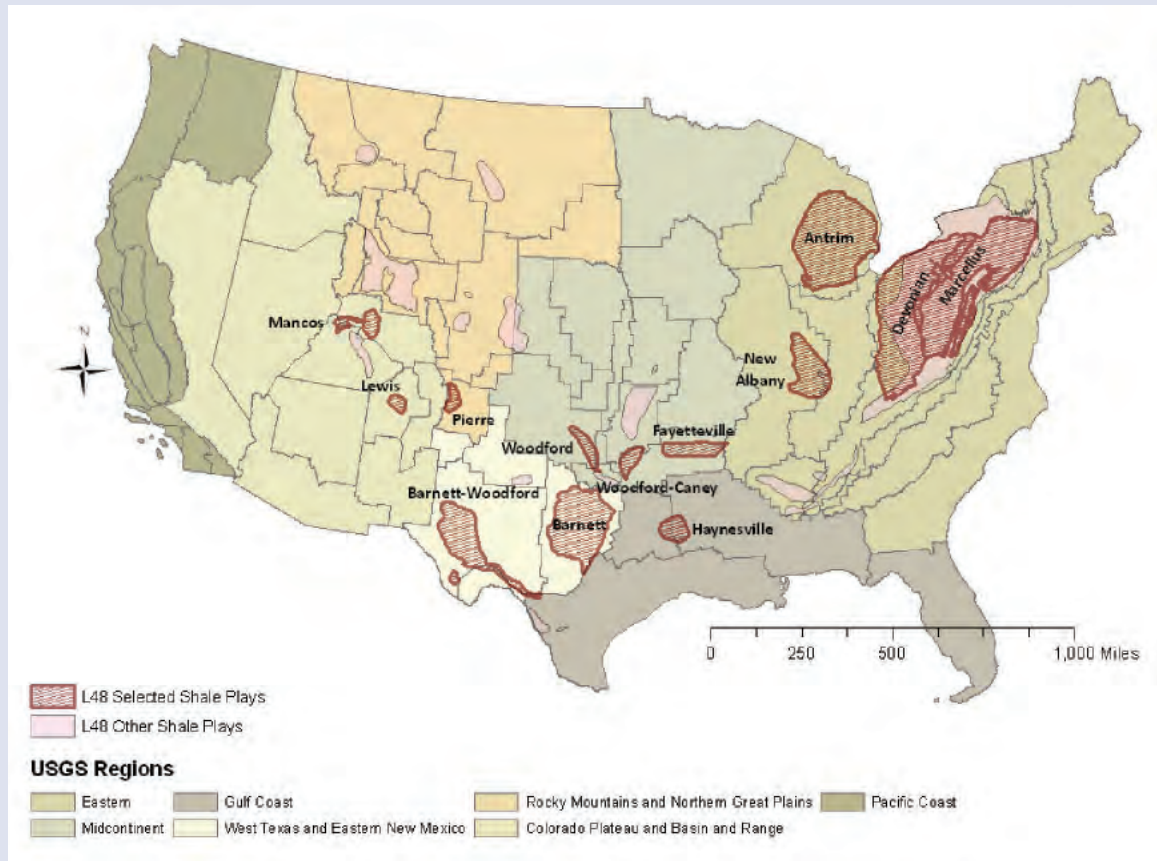 Antrim
Devonian
Marcellus
Mancos
N
New
Albany
Lewis
Pierre
Fayetteville
Woodford
Woodford-Caney
Barnett-Woodford
Barnett
Haynesville
0 250 500 1,000 Miles
L48 Selected Shale Plays
L48 Other Shale Plays
USGS Regions
Eastern Gulf Coast Rocky Mountains and Northern Great Plains Pacific Coast
Midcontinent West Texas and Eastern New Mexico Colorado Plateau and Basin and Range